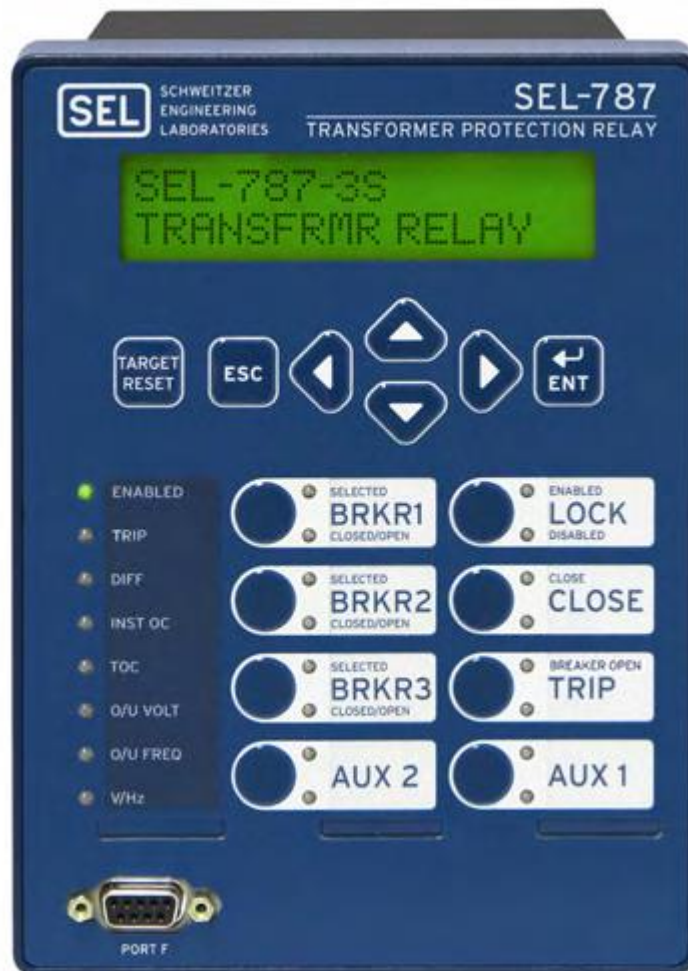 SEL
SCHWEITZER
ENGINEERING
LABORATORIES
SEL-787
TRANSFORMER PROTECTION RELAY
SEL-787-3S
TRANSFRMR RELAY
TARGET
RESET
ESC
ENT
ENABLED
TRIP
DIFF
INST OC
TOC
O/U VOLT
O/U FREQ
V/Hz
SELECTED
BRKR1
CLOSED/OPEN
ENABLED
LOCK
DISABLED
SELECTED
BRKR2
CLOSED/OPEN
CLOSE
CLOSE
SELECTED
BRKR3
CLOSED/OPEN
BREAKER OPEN
TRIP
AUX 2
AUX 1
PORT F